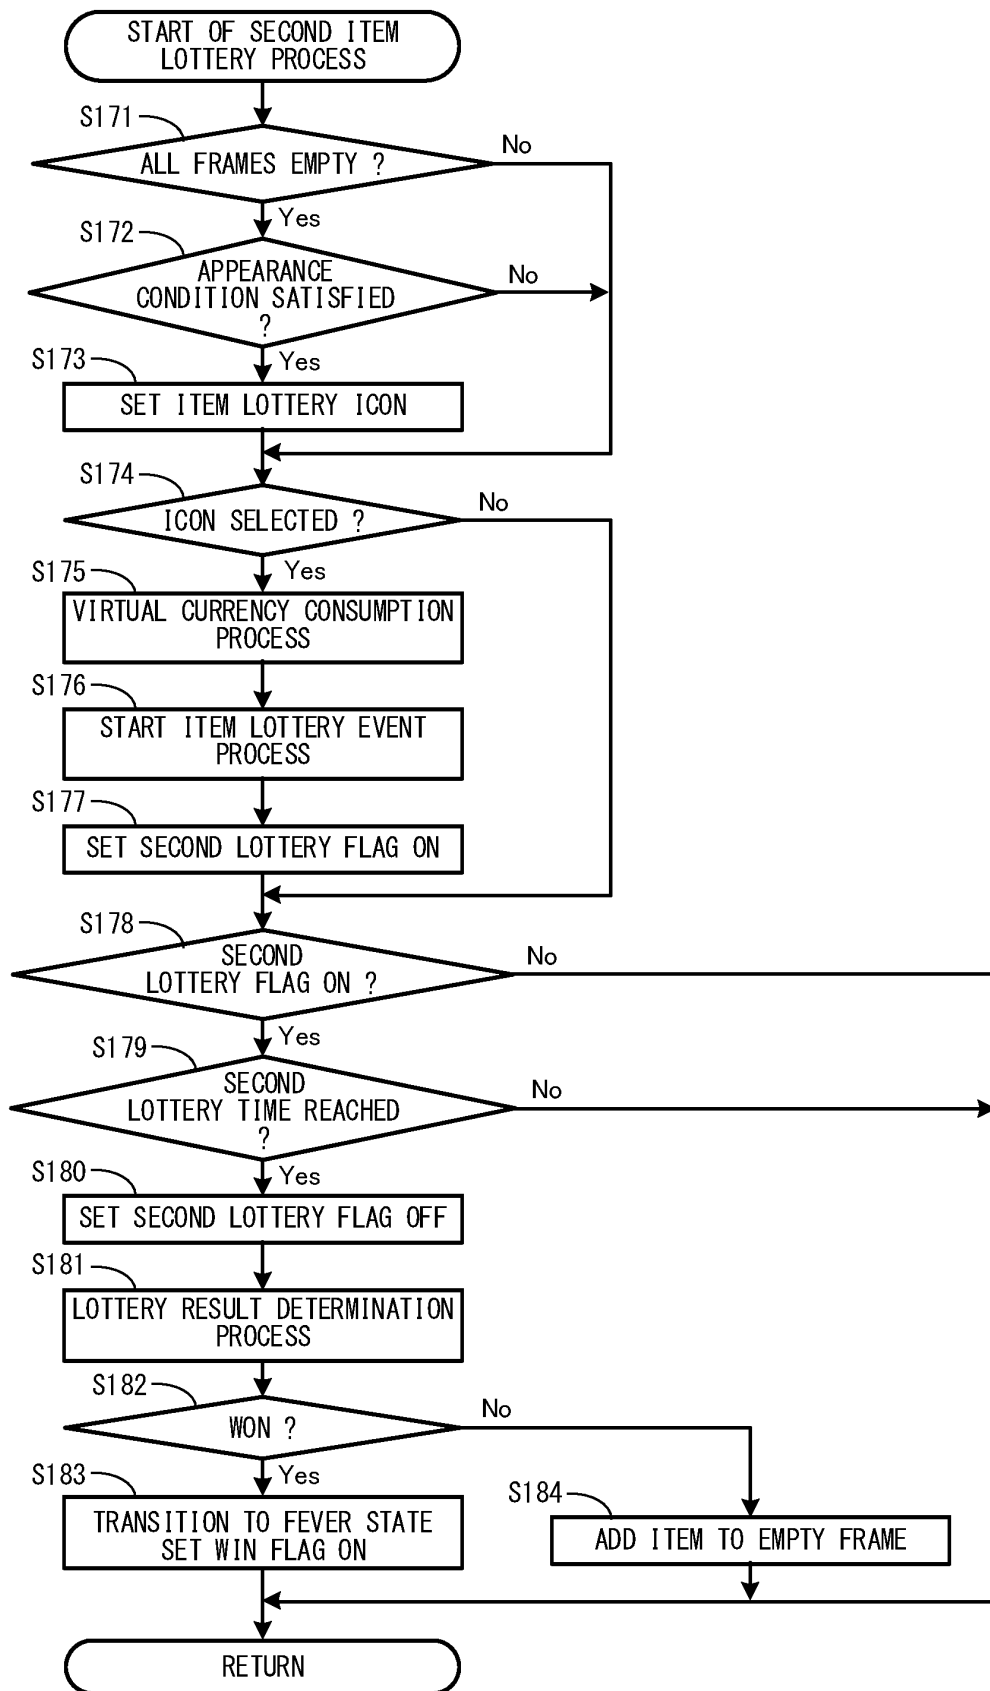 START OF SECOND ITEM
LOTTERY PROCESS
S171
ALL FRAMES EMPTY ?
No
Yes
S172
APPEARANCE
CONDITION SATISFIED
?
No
Yes
S173
SET ITEM LOTTERY ICON
S174
ICON SELECTED ?
No
Yes
S175
VIRTUAL CURRENCY CONSUMPTION
PROCESS
S176
START ITEM LOTTERY EVENT
PROCESS
S177
SET SECOND LOTTERY FLAG ON
S178
SECOND
LOTTERY FLAG ON ?
No
Yes
S179
SECOND
LOTTERY TIME REACHED
?
No
Yes
S180
SET SECOND LOTTERY FLAG OFF
S181
LOTTERY RESULT DETERMINATION
PROCESS
S182
WON ?
No
Yes
S183
TRANSITION TO FEVER STATE
SET WIN FLAG ON
S184
ADD ITEM TO EMPTY FRAME
RETURN